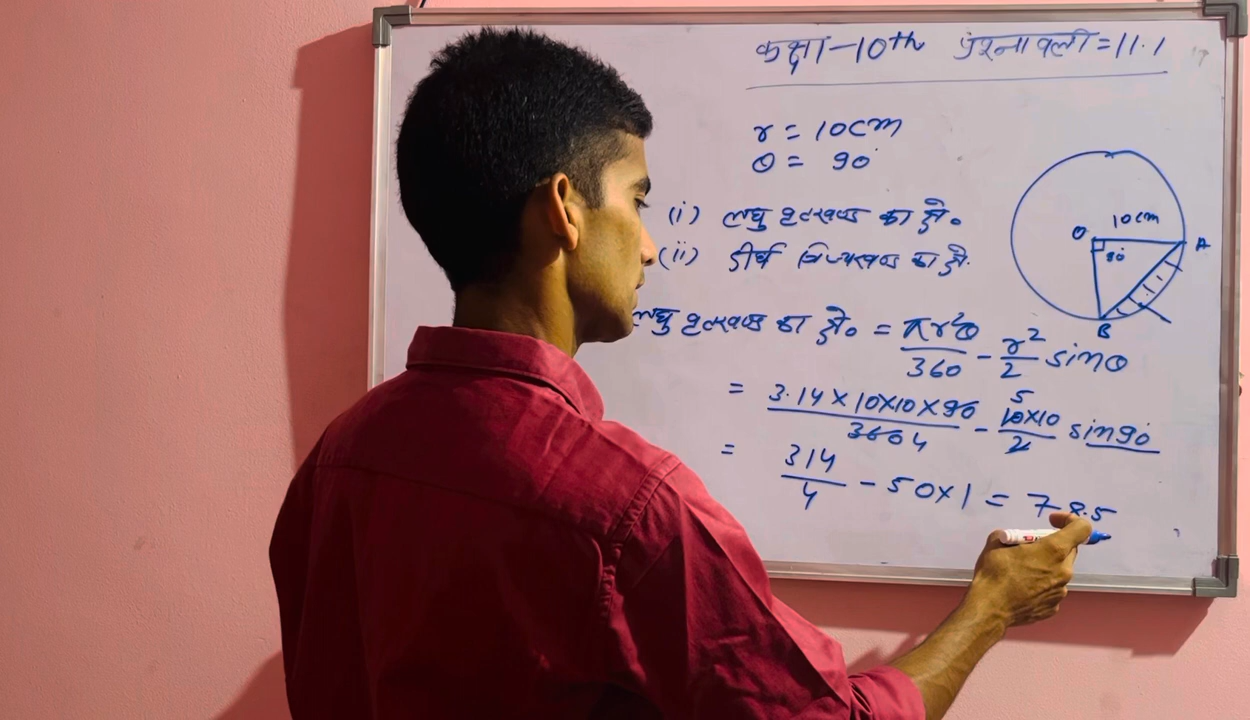 कक्षा-10th प्रश्नावली=11.1
r = 10cm
θ = 90°
(i) लघु वृत्तखण्ड का क्षे०
(ii) दीर्घ त्रिज्यखण्ड का क्षे.
10cm
O
A
90°
B
लघु वृत्तखण्ड का क्षे० = πr²θ/360 - r²/2 sinθ
= 3.14×10×10×90/360 4 - 5 10×10/2 sin90°
= 314/4 - 50×1 = 78.5